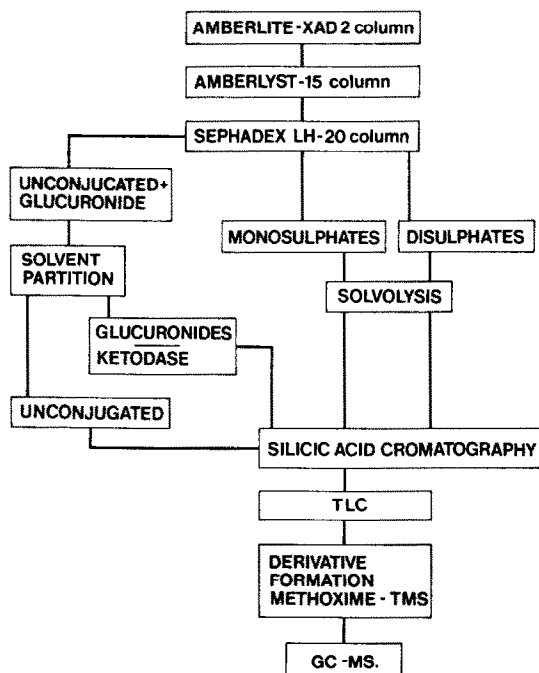 AMBERLITE-XAD 2 column
AMBERLYST-15 column
SEPHADEX LH-20 column
UNCONJUCATED+
GLUCURONIDE
MONOSULPHATES
DISULPHATES
SOLVENT
PARTITION
SOLVOLYSIS
GLUCURONIDES
KETODASE
UNCONJUGATED
SILICIC ACID CROMATOGRAPHY
TLC
DERIVATIVE
FORMATION
METHOXIME-TMS
GC-MS.